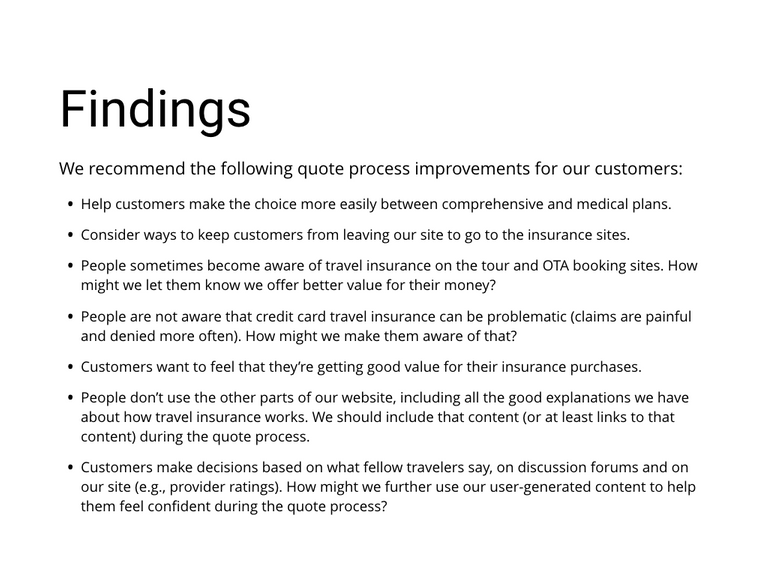 Findings
We recommend the following quote process improvements for our customers:
• Help customers make the choice more easily between comprehensive and medical plans.
• Consider ways to keep customers from leaving our site to go to the insurance sites.
• People sometimes become aware of travel insurance on the tour and OTA booking sites. How
might we let them know we offer better value for their money?
• People are not aware that credit card travel insurance can be problematic (claims are painful
and denied more often). How might we make them aware of that?
• Customers want to feel that they’re getting good value for their insurance purchases.
• People don’t use the other parts of our website, including all the good explanations we have
about how travel insurance works. We should include that content (or at least links to that
content) during the quote process.
• Customers make decisions based on what fellow travelers say, on discussion forums and on
our site (e.g., provider ratings). How might we further use our user-generated content to help
them feel confident during the quote process?